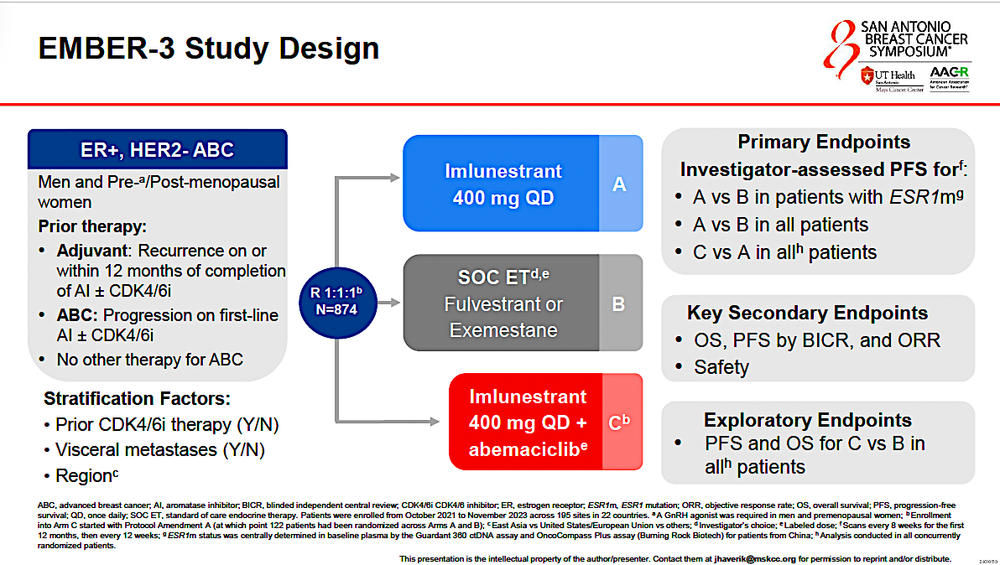 EMBER-3 Study Design
SAN ANTONIO
BREAST CANCER
SYMPOSIUM®
UT Health
San Antonio
Mays Cancer Center
AACR
American Association
for Cancer Research®
ER+, HER2- ABC
Men and Pre-ᵃ/Post-menopausal
women
Prior therapy:
• Adjuvant: Recurrence on or
within 12 months of completion
of AI ± CDK4/6i
• ABC: Progression on first-line
AI ± CDK4/6i
• No other therapy for ABC
Stratification Factors:
• Prior CDK4/6i therapy (Y/N)
• Visceral metastases (Y/N)
• Regionᶜ
R 1:1:1ᵇ
N=874
Imlunestrant
400 mg QD
A
SOC ETᵈ,ᵉ
Fulvestrant or
Exemestane
B
Imlunestrant
400 mg QD +
abemaciclibᵉ
Cᵇ
Primary Endpoints
Investigator-assessed PFS forᶠ:
• A vs B in patients with ESR1mᵍ
• A vs B in all patients
• C vs A in allʰ patients
Key Secondary Endpoints
• OS, PFS by BICR, and ORR
• Safety
Exploratory Endpoints
• PFS and OS for C vs B in
allʰ patients
ABC, advanced breast cancer; AI, aromatase inhibitor; BICR, blinded independent central review; CDK4/6i CDK4/6 inhibitor; ER, estrogen receptor; ESR1m, ESR1 mutation; ORR, objective response rate; OS, overall survival; PFS, progression-free
survival; QD, once daily; SOC ET, standard of care endocrine therapy. Patients were enrolled from October 2021 to November 2023 across 195 sites in 22 countries. ᵃ A GnRH agonist was required in men and premenopausal women; ᵇ Enrollment
into Arm C started with Protocol Amendment A (at which point 122 patients had been randomized across Arms A and B); ᶜ East Asia vs United States/European Union vs others; ᵈ Investigator's choice; ᵉ Labeled dose; ᶠ Scans every 8 weeks for the first
12 months, then every 12 weeks; ᵍ ESR1m status was centrally determined in baseline plasma by the Guardant 360 ctDNA assay and OncoCompass Plus assay (Burning Rock Biotech) for patients from China; ʰ Analysis conducted in all concurrently
randomized patients.
This presentation is the intellectual property of the author/presenter. Contact them at jhaverik@mskcc.org for permission to reprint and/or distribute.